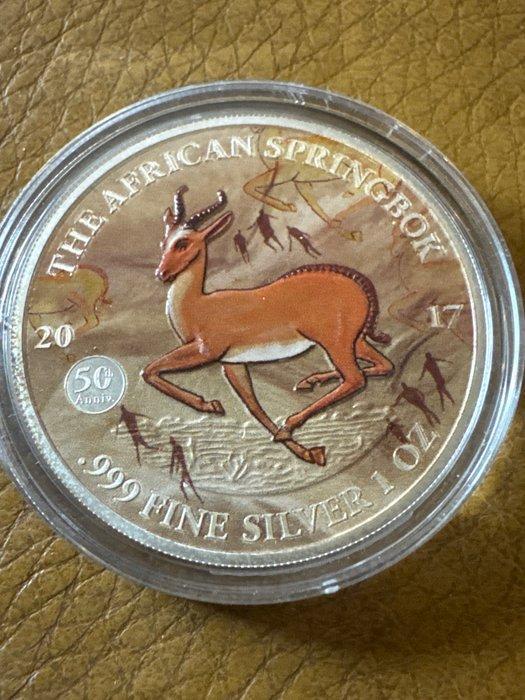 THE AFRICAN SPRINGBOK
20 17
50th
Anniv.
.999 FINE SILVER 1 OZ